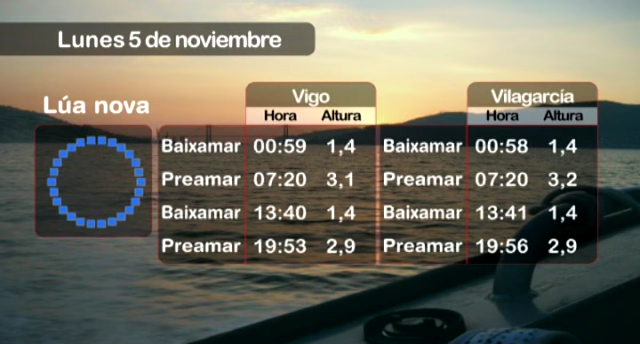 Lunes 5 de noviembre
Lúa nova
Vigo Vilagarcía
Hora Altura Hora Altura
Baixamar 00:59 1,4 Baixamar 00:58 1,4
Preamar 07:20 3,1 Preamar 07:20 3,2
Baixamar 13:40 1,4 Baixamar 13:41 1,4
Preamar 19:53 2,9 Preamar 19:56 2,9